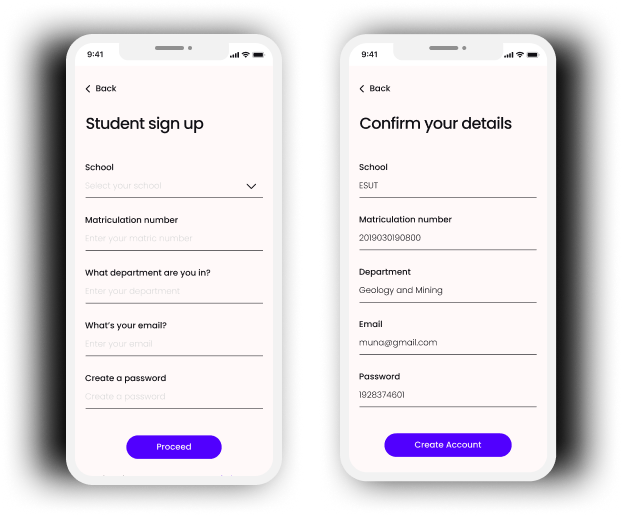 9:41
Back
Student sign up
School
Select your school
Matriculation number
Enter your matric number
What department are you in?
Enter your department
What's your email?
Enter your email
Create a password
Create a password
Proceed
9:41
Back
Confirm your details
School
ESUT
Matriculation number
2019030190800
Department
Geology and Mining
Email
muna@gmail.com
Password
1928374601
Create Account